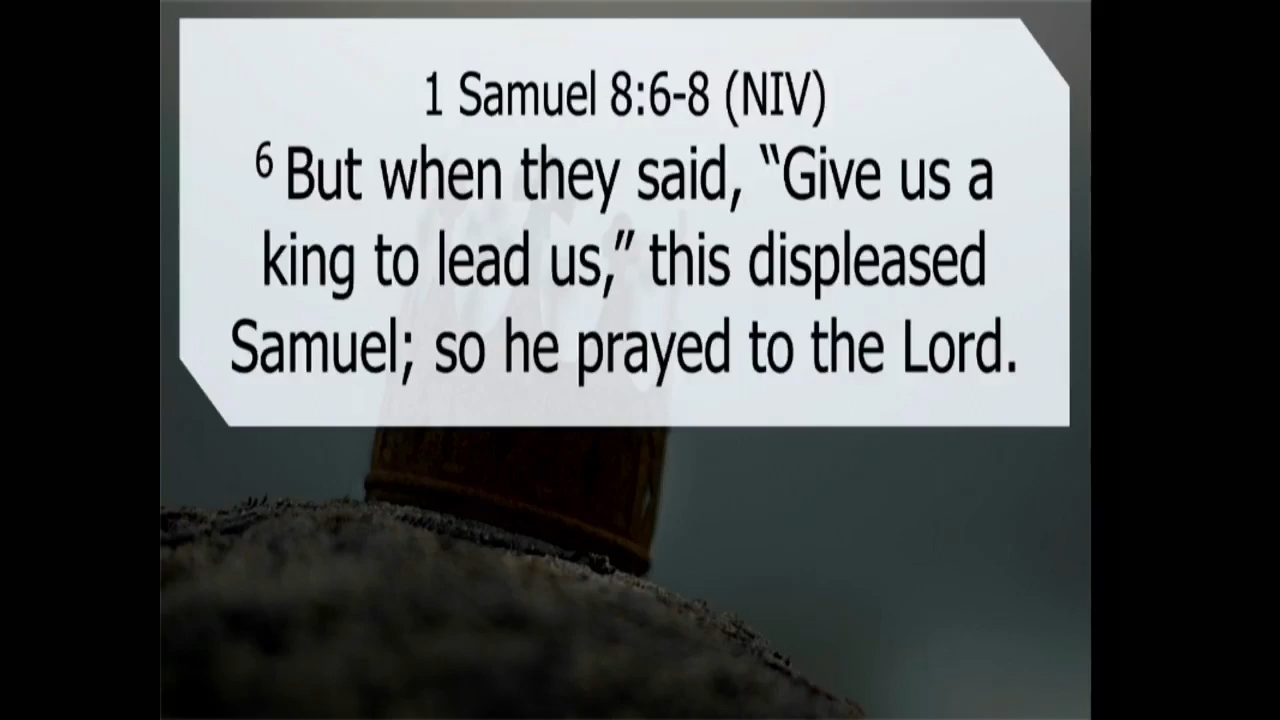 1 Samuel 8:6-8 (NIV)
6 But when they said, “Give us a
king to lead us,” this displeased
Samuel; so he prayed to the Lord.